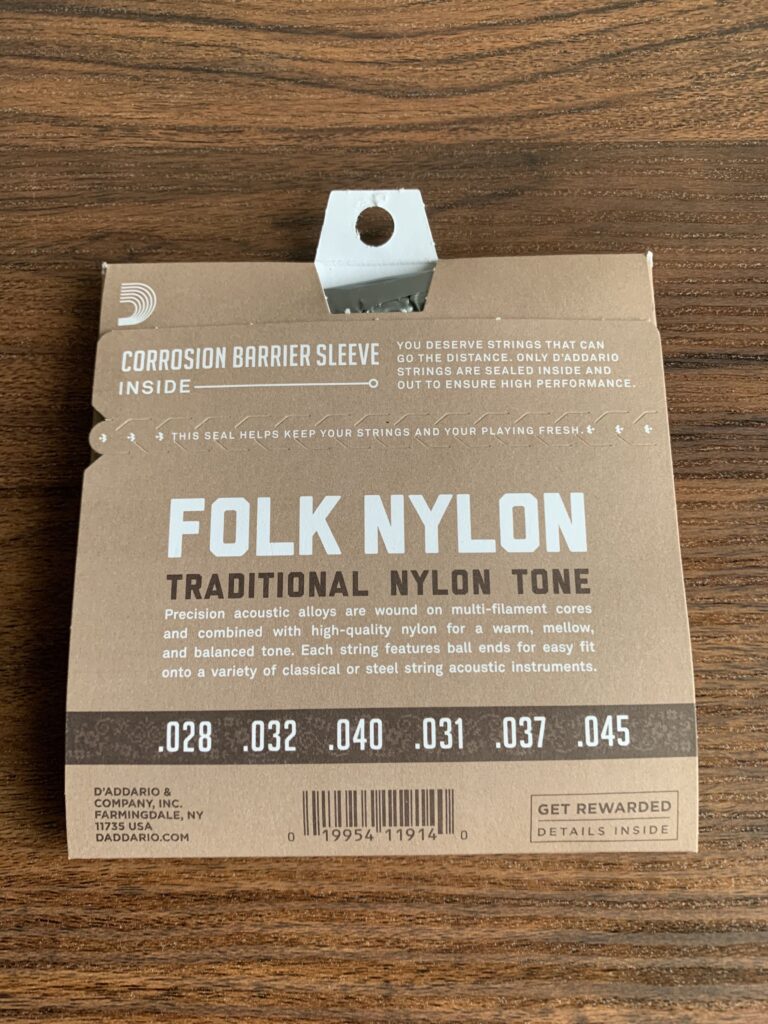 CORROSION BARRIER SLEEVE
INSIDE
YOU DESERVE STRINGS THAT CAN
GO THE DISTANCE. ONLY D'ADDARIO
STRINGS ARE SEALED INSIDE AND
OUT TO ENSURE HIGH PERFORMANCE.
THIS SEAL HELPS KEEP YOUR STRINGS AND YOUR PLAYING FRESH.
FOLK NYLON
TRADITIONAL NYLON TONE
Precision acoustic alloys are wound on multi-filament cores
and combined with high-quality nylon for a warm, mellow,
and balanced tone. Each string features ball ends for easy fit
onto a variety of classical or steel string acoustic instruments.
.028 .032 .040 .031 .037 .045
D'ADDARIO &
COMPANY, INC.
FARMINGDALE, NY
11735 USA
DADDARIO.COM
0 19954 11914 0
GET REWARDED
DETAILS INSIDE